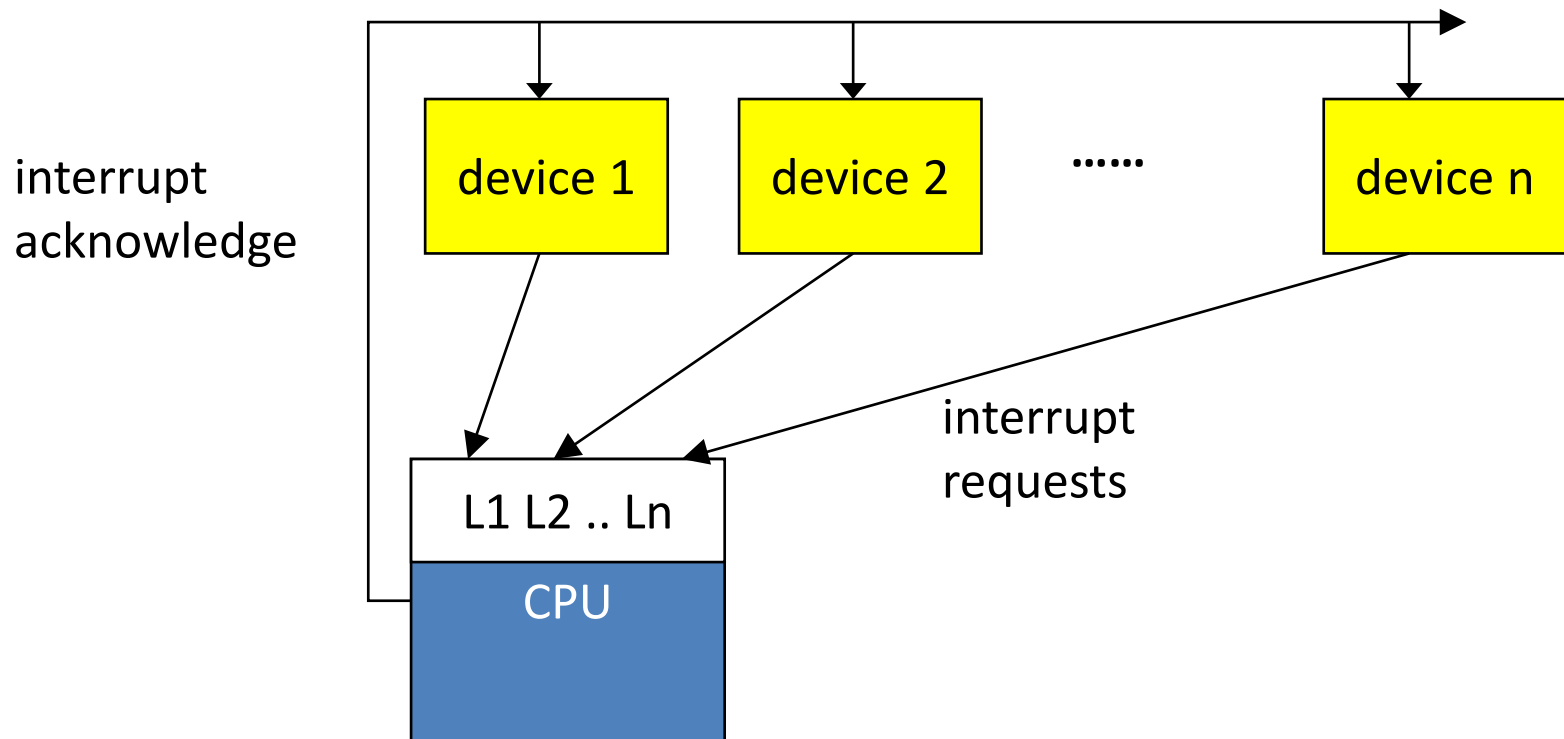 interrupt
acknowledge
device 1
device 2
......
device n
interrupt
requests
L1 L2 .. Ln
CPU